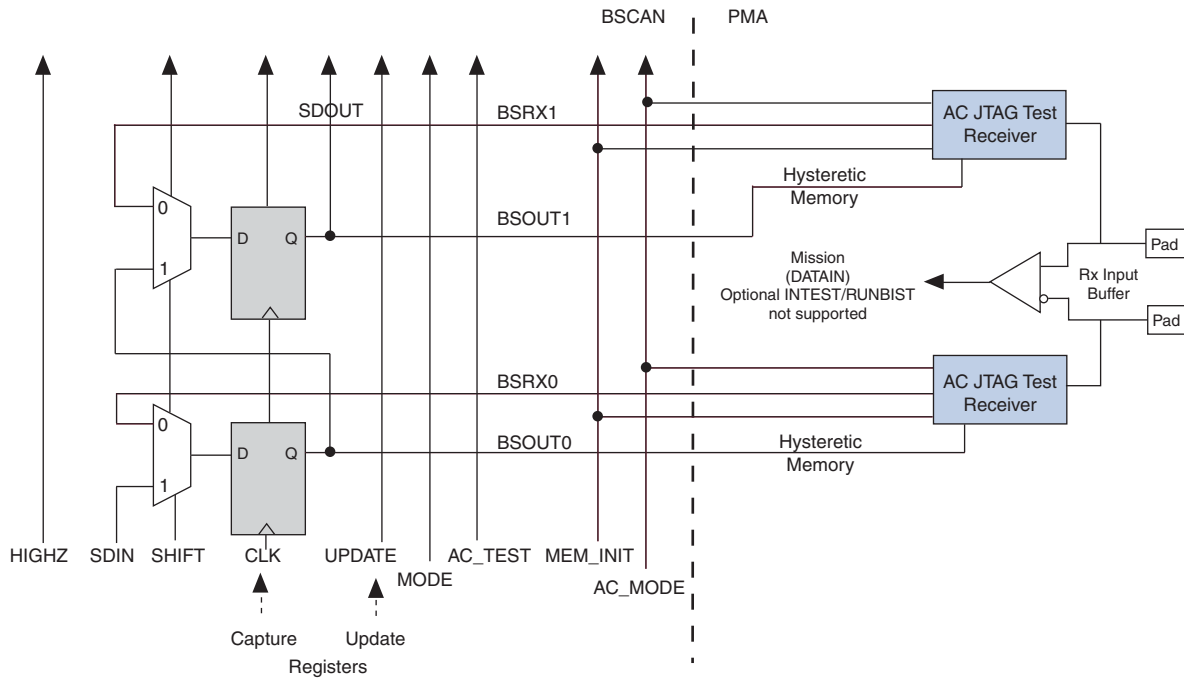 BSCAN
PMA
SDOUT
BSRX1
AC JTAG Test
Receiver
0
Hysteretic
Memory
D
Q
BSOUT1
1
Mission
(DATAIN)
Optional INTEST/RUNBIST
not supported
Rx Input
Buffer
Pad
Pad
BSRX0
AC JTAG Test
Receiver
0
BSOUT0
Hysteretic
Memory
D
Q
1
HIGHZ
SDIN
SHIFT
CLK
UPDATE
MODE
AC_TEST
MEM_INIT
AC_MODE
Capture
Update
Registers